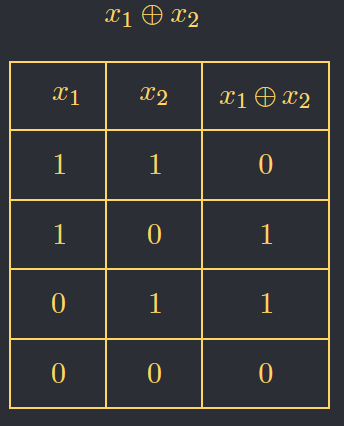 x₁ ⊕ x₂
x₁ x₂ x₁ ⊕ x₂
1 1 0
1 0 1
0 1 1
0 0 0